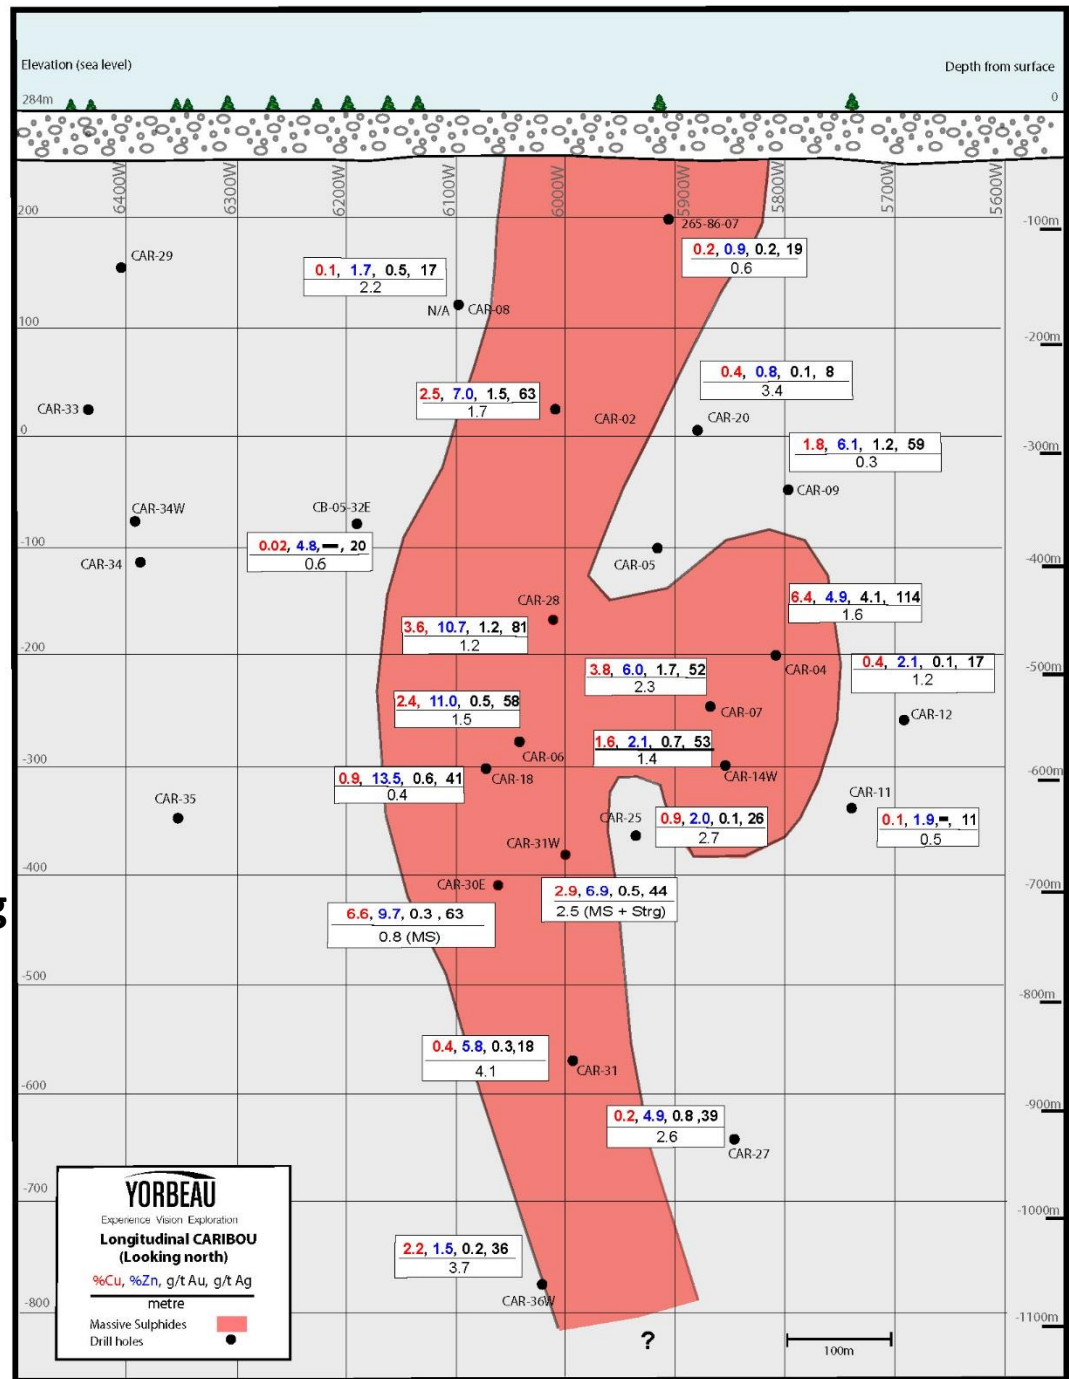 Elevation (sea level)
Depth from surface
284m
0
6400W
6300W
6200W
6100W
6000W
5900W
5800W
5700W
5600W
200
-100m
265-86-07
0.2, 0.9, 0.2, 19
0.6
CAR-29
0.1, 1.7, 0.5, 17
2.2
N/A
CAR-08
100
-200m
0.4, 0.8, 0.1, 8
3.4
2.5, 7.0, 1.5, 63
1.7
CAR-33
CAR-02
CAR-20
0
-300m
1.8, 6.1, 1.2, 59
0.3
CAR-09
CAR-34W
CB-05-32E
0.02, 4.8, –, 20
0.6
-100
CAR-34
CAR-05
-400m
CAR-28
6.4, 4.9, 4.1, 114
1.6
3.6, 10.7, 1.2, 81
1.2
-200
3.8, 6.0, 1.7, 52
2.3
CAR-04
0.4, 2.1, 0.1, 17
1.2
-500m
2.4, 11.0, 0.5, 58
1.5
CAR-07
CAR-12
1.6, 2.1, 0.7, 53
1.4
CAR-06
-300
0.9, 13.5, 0.6, 41
0.4
CAR-18
CAR-14W
-600m
CAR-35
CAR-11
CAR-25
0.9, 2.0, 0.1, 26
2.7
0.1, 1.9, -, 11
0.5
CAR-31W
-400
CAR-30E
2.9, 6.9, 0.5, 44
2.5 (MS + Strg)
-700m
g
6.6, 9.7, 0.3 , 63
0.8 (MS)
-500
-800m
0.4, 5.8, 0.3,18
4.1
CAR-31
-600
-900m
0.2, 4.9, 0.8 ,39
2.6
CAR-27
-700
-1000m
YORBEAU
Experience Vision Exploration
Longitudinal CARIBOU
(Looking north)
%Cu, %Zn, g/t Au, g/t Ag
metre
Massive Sulphides
Drill holes
2.2, 1.5, 0.2, 36
3.7
CAR-36W
-800
-1100m
?
100m